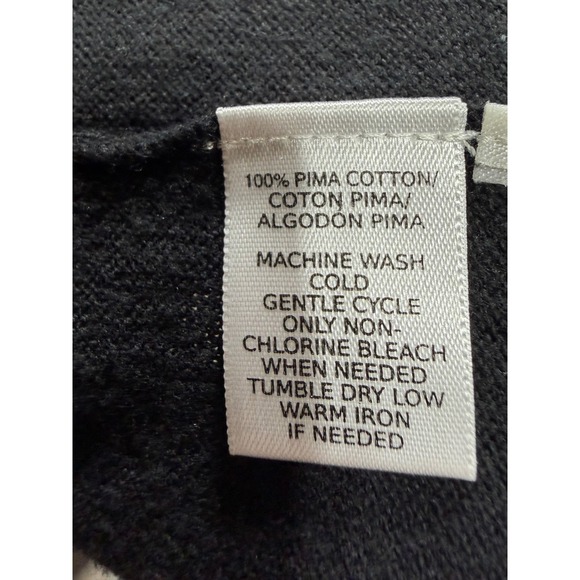 100% PIMA COTTON/
COTON PIMA/
ALGODÓN PIMA
MACHINE WASH
COLD
GENTLE CYCLE
ONLY NON-
CHLORINE BLEACH
WHEN NEEDED
TUMBLE DRY LOW
WARM IRON
IF NEEDED